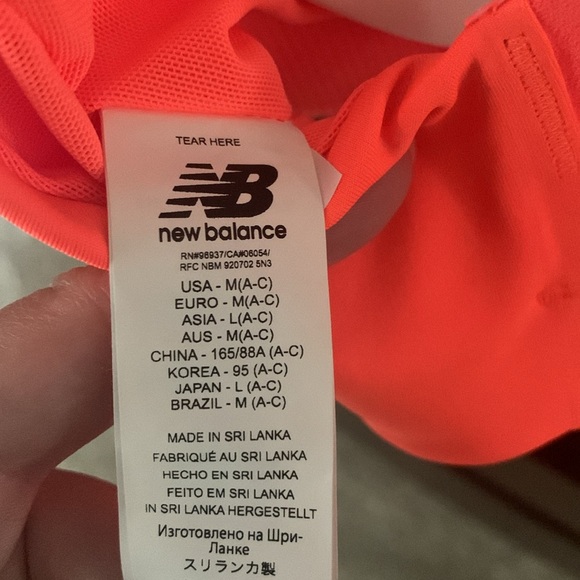 TEAR HERE
NB
new balance
RN#96937/CA#06054/
RFC NBM 920702 5N3
USA - M(A-C)
EURO - M(A-C)
ASIA - L(A-C)
AUS - M(A-C)
CHINA - 165/88A (A-C)
KOREA - 95 (A-C)
JAPAN - L (A-C)
BRAZIL - M (A-C)
MADE IN SRI LANKA
FABRIQUÉ AU SRI LANKA
HECHO EN SRI LANKA
FEITO EM SRI LANKA
IN SRI LANKA HERGESTELLT
Изготовлено на Шри-
Ланке
スリランカ製